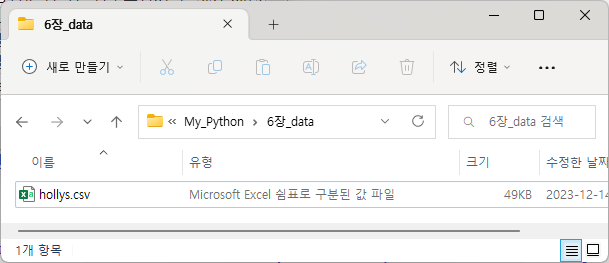 6장_data
새로 만들기
정렬
My_Python > 6장_data
6장_data 검색
이름 유형 크기 수정한 날짜
hollys.csv Microsoft Excel 쉼표로 구분된 값 파일 49KB 2023-12-14
1개 항목